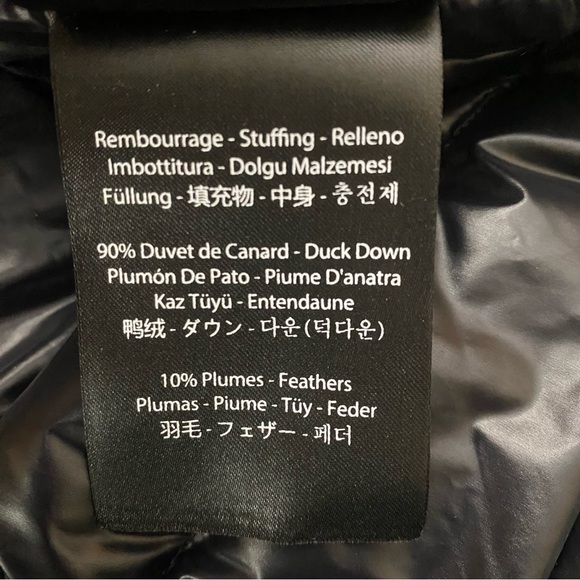 Rembourrage - Stuffing - Relleno
Imbottitura - Dolgu Malzemesi
Füllung - 填充物 - 中身 - 충전제
90% Duvet de Canard - Duck Down
Plumón De Pato - Piume D'anatra
Kaz Tüyü - Entendaune
鸭绒 - ダウン - 다운(덕다운)
10% Plumes - Feathers
Plumas - Piume - Tüy - Feder
羽毛 - フェザー - 페더